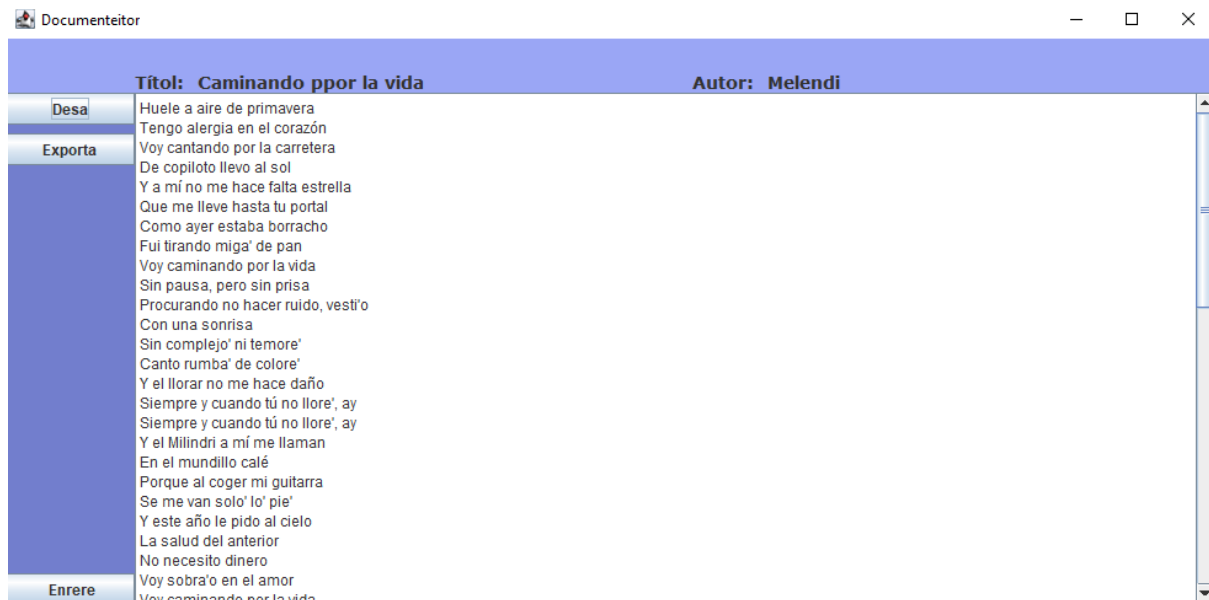 Documenteitor
Títol: Caminando ppor la vida Autor: Melendi
Desa
Exporta
Enrere
Huele a aire de primavera
Tengo alergia en el corazón
Voy cantando por la carretera
De copiloto llevo al sol
Y a mí no me hace falta estrella
Que me lleve hasta tu portal
Como ayer estaba borracho
Fui tirando miga' de pan
Voy caminando por la vida
Sin pausa, pero sin prisa
Procurando no hacer ruido, vesti'o
Con una sonrisa
Sin complejo' ni temore'
Canto rumba' de colore'
Y el llorar no me hace daño
Siempre y cuando tú no llore', ay
Siempre y cuando tú no llore', ay
Y el Milindri a mí me llaman
En el mundillo calé
Porque al coger mi guitarra
Se me van solo' lo' pie'
Y este año le pido al cielo
La salud del anterior
No necesito dinero
Voy sobra'o en el amor
Voy caminando por la vida